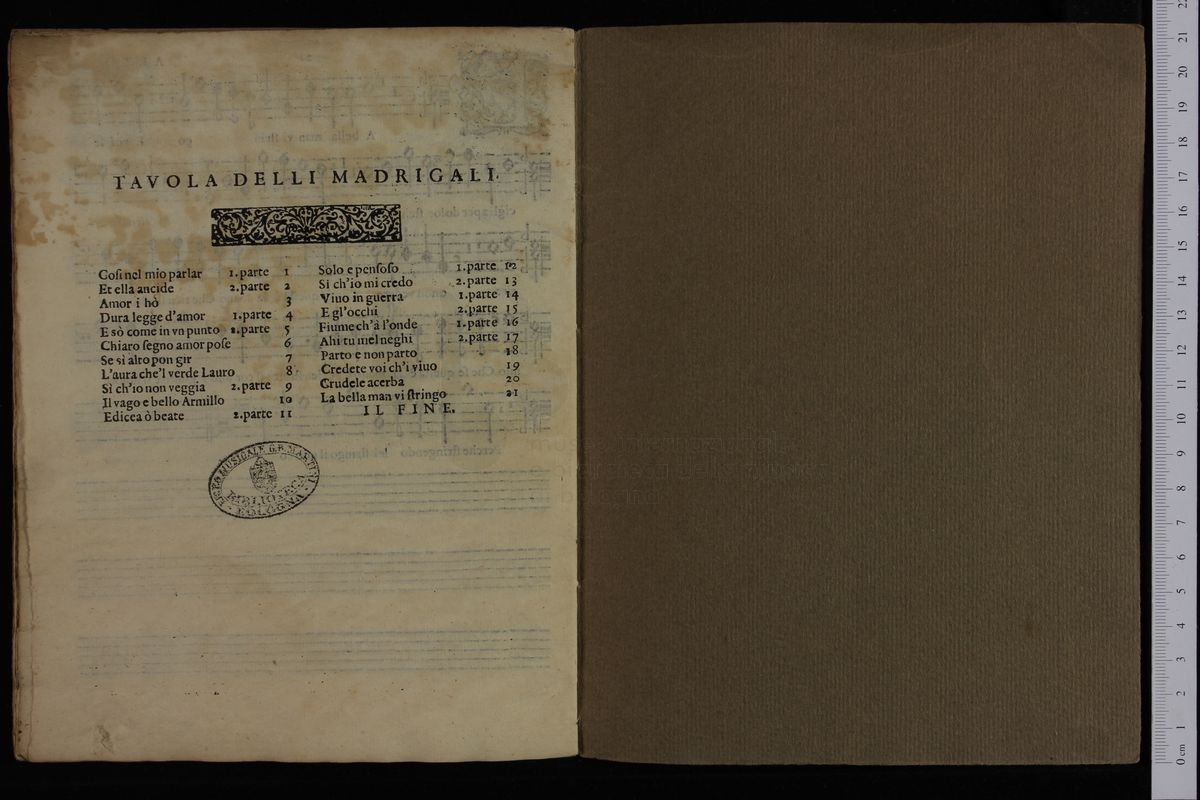 TAVOLA DELLI MADRIGALI.
Coſi nel mio parlar 1.parte 1
Et ella ancide 2.parte 2
Amor i hò 3
Dura legge d'amor 1.parte 4
E sò come in vn punto 2.parte 5
Chiaro ſegno amor poſe 6
Se si alto pon gir 7
L'aura che'l verde Lauro 8
Sì ch'io non veggia 2.parte 9
Il vago e bello Armillo 10
E dicea ò beate 2.parte 11
Solo e penſoſo 1.parte 12
Si ch'io mi credo 2.parte 13
Viuo in guerra 1.parte 14
E gl'occhi 2.parte 15
Fiume ch'à l'onde 1.parte 16
Ahi tu mel neghi 2.parte 17
Parto e non parto 18
Credete voi ch'i viuo 19
Crudele acerba 20
La bella man vi ſtringo 21
IL FINE.
LICEO MUSICALE G.B. MARTINI
BIBLIOTECA
BOLOGNA